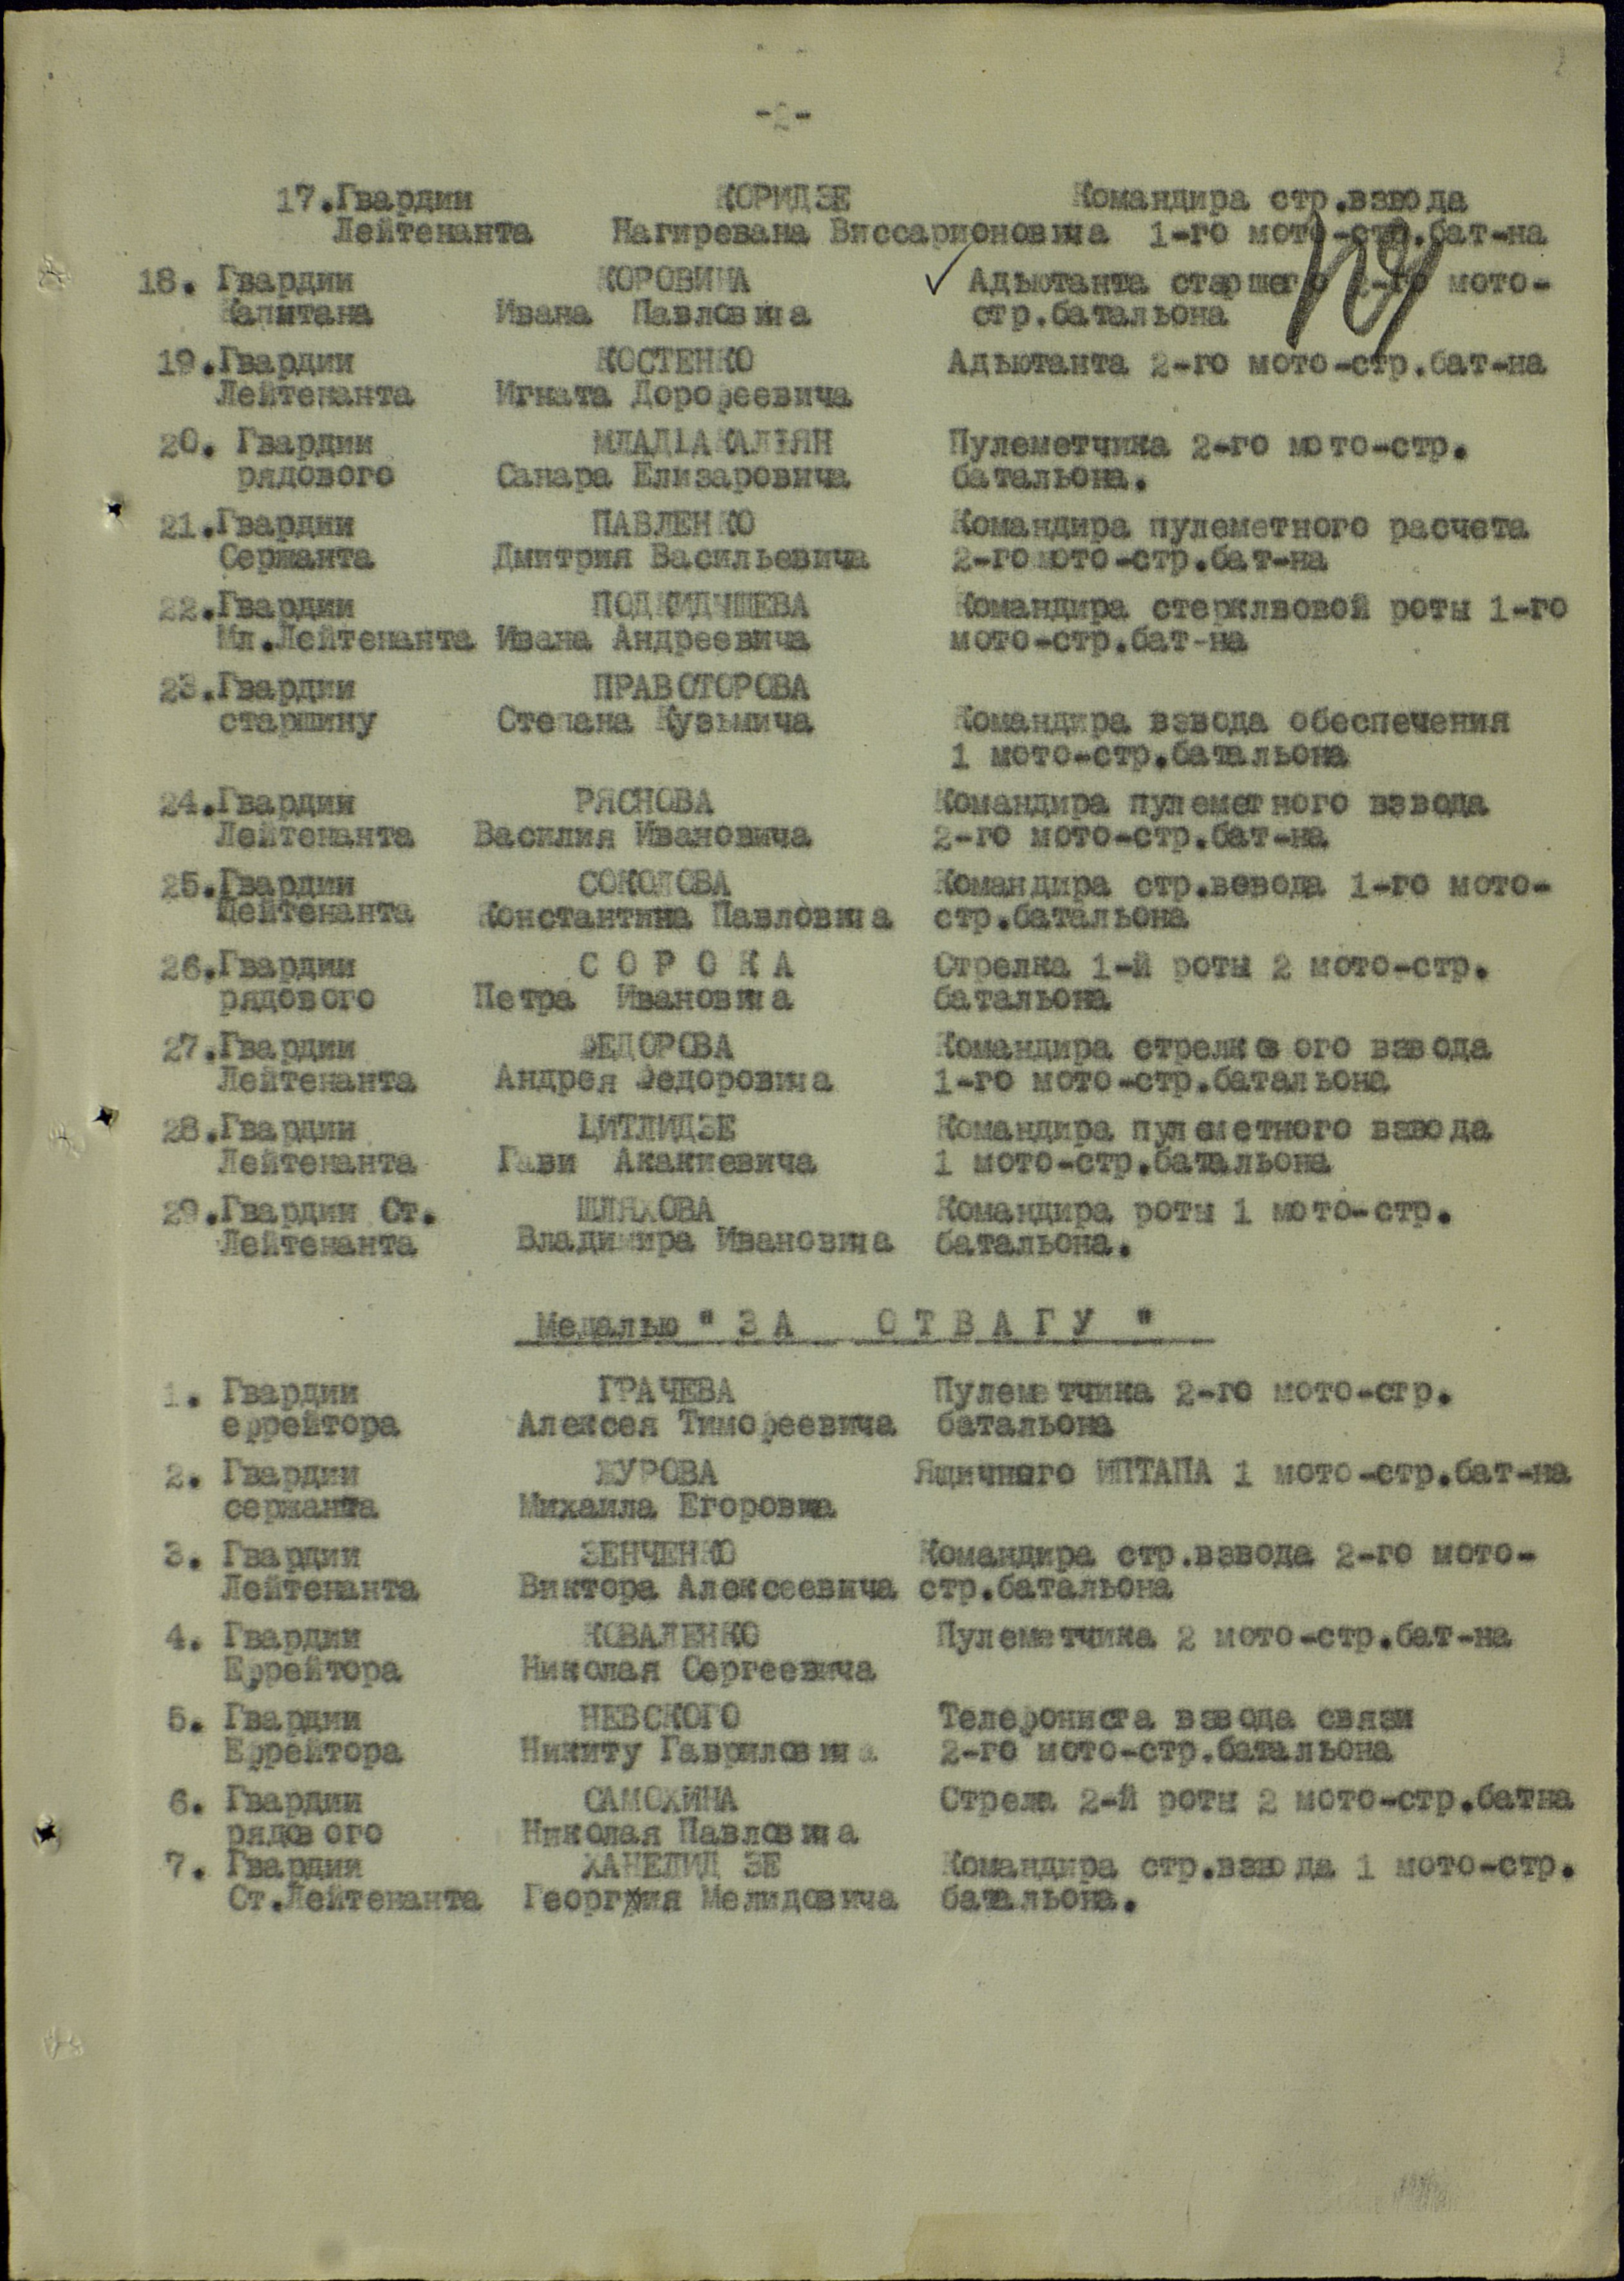 -2-
17.Гвардии КОРИДЗЕ Командира стр.взвода
Лейтенанта Нагиревана Виссарионовича 1-го мото-стр.бат-на
18. Гвардии КОРОВИНА Адъютанта старшего 2-го мото-
Капитана Ивана Павловича стр.батальона
19.Гвардии КОСТЕНКО Адъютанта 2-го мото-стр.бат-на
Лейтенанта Игната Дорофеевича
20. Гвардии Пулеметчика 2-го мото-стр.
рядового Санара Елизаровича батальона.
21.Гвардии ПАВЛЕНКО Командира пулеметного расчета
Сержанта Дмитрия Васильевича 2-го мото-стр.бат-на
22.Гвардии Командира стерклвовой роты 1-го
Мл.Лейтенанта Ивана Андреевича мото-стр.бат-на
23.Гвардии ПРАВОТОРОВА
старшину Степана Кузьмича Командира взвода обеспечения
1 мото-стр.батальона
24.Гвардии РЯСНОВА Командира пулеметного взвода
Лейтенанта Василия Ивановича 2-го мото-стр.бат-на
25.Гвардии СОКОЛОВА Командира стр.взвода 1-го мото-
Лейтенанта Константина Павловича стр.батальона
26.Гвардии С О Р О К А Стрелка 1-й роты 2 мото-стр.
рядового Петра Ивановича батальона
27.Гвардии ФЕДОРОВА Командира стрелкового взвода
Лейтенанта Андрея Федоровича 1-го мото-стр.батальона
28.Гвардии ЦИТЛИДЗЕ Командира пулеметного взвода
Лейтенанта Гави Акакиевича 1 мото-стр.батальона
29.Гвардии Ст. ШЛЯХОВА Командира роты 1 мото-стр.
Лейтенанта Владимира Ивановича батальона.
Медалью " З А О Т В А Г У "
1. Гвардии ГРАЧЕВА Пулеметчика 2-го мото-стр.
ефрейтора Алексея Тимофеевича батальона
2. Гвардии ЖУРОВА Ящичного ИПТАПА 1 мото-стр.бат-на
сержанта Михаила Егоровча
3. Гвардии ЗЕНЧЕНКО Командира стр.взвода 2-го мото-
Лейтенанта Виктора Алексеевича стр.батальона
4. Гвардии КОВАЛЕНКО Пулеметчика 2 мото-стр.бат-на
Ефрейтора Николая Сергеевича
5. Гвардии НЕВСКОГО Телефониста взвода связи
Ефрейтора Никиту Гавриловича 2-го мото-стр.батальона
6. Гвардии САМОХИНА Стрела 2-й роты 2 мото-стр.батна
рядового Николая Павловича
7. Гвардии ХАНЕЛИДЗЕ Командира стр.взвода 1 мото-стр.
Ст.Лейтенанта Георгия Мелидовича батальона.